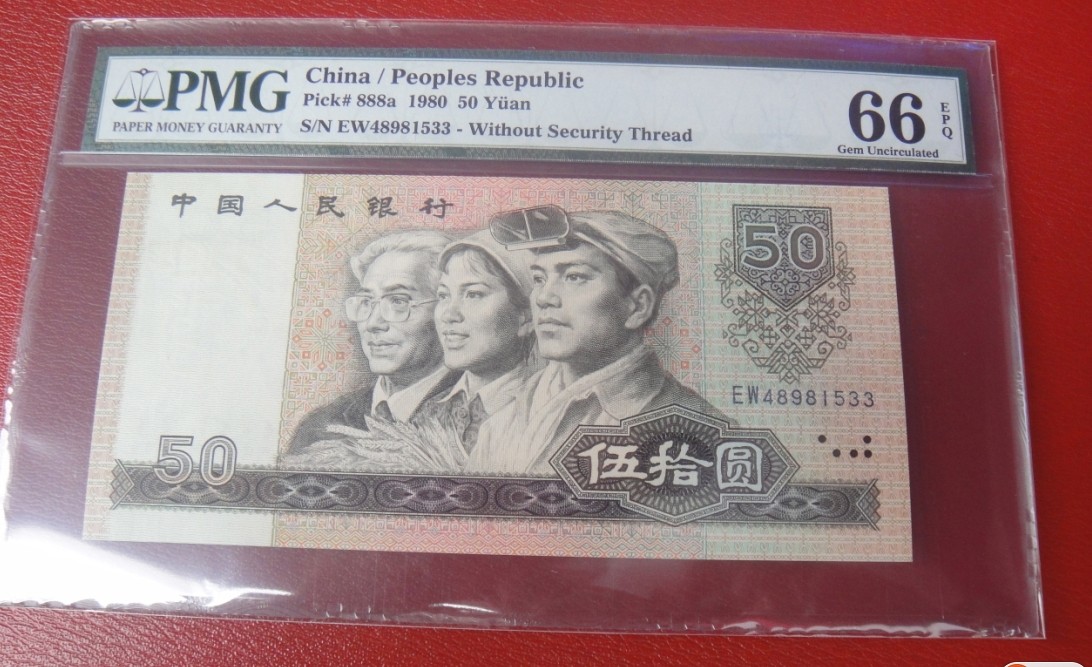 PMG
PAPER MONEY GUARANTY
China / Peoples Republic
Pick# 888a 1980 50 Yüan
S/N EW48981533 - Without Security Thread
66 EPQ
Gem Uncirculated
中国人民银行
50
EW48981533
50
伍拾圆